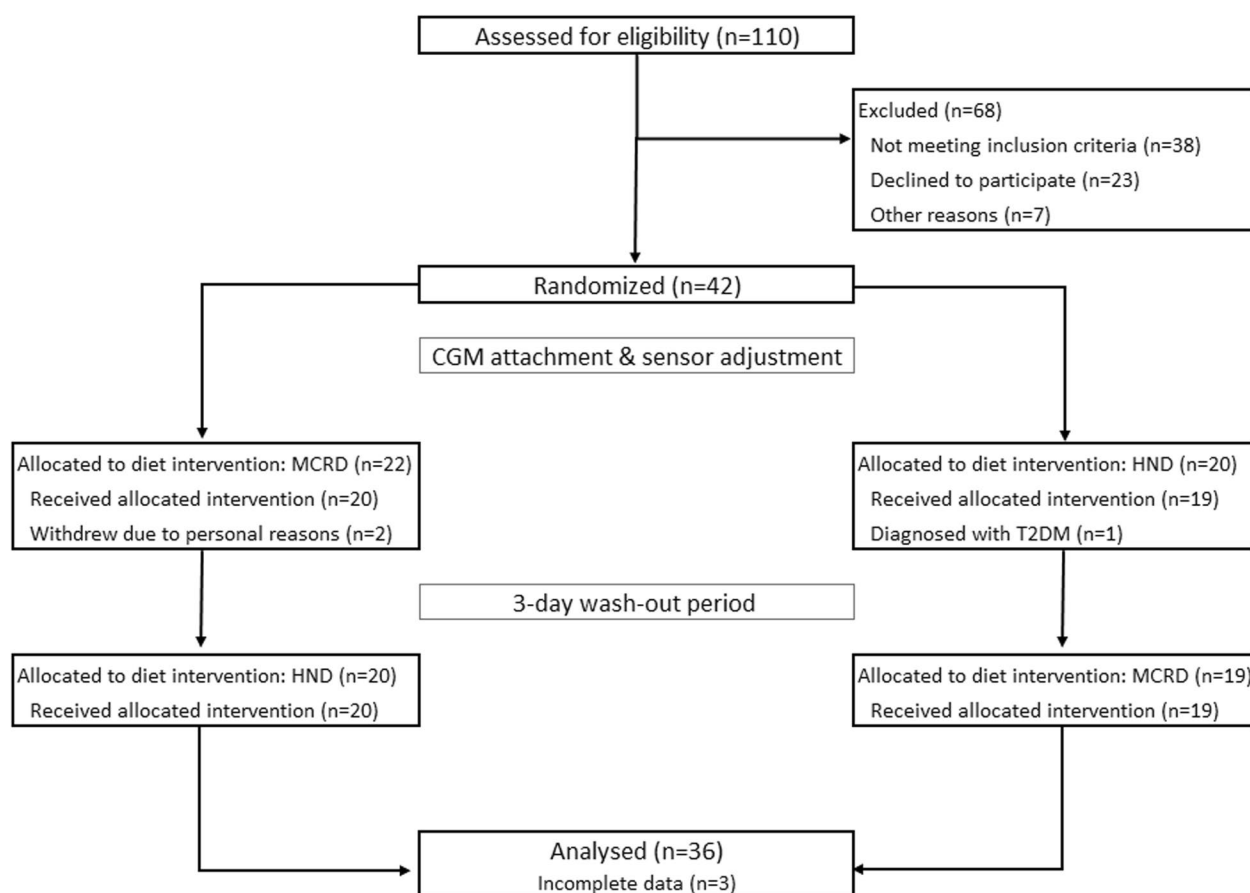 Assessed for eligibility (n=110)
Excluded (n=68)
Not meeting inclusion criteria (n=38)
Declined to participate (n=23)
Other reasons (n=7)
Randomized (n=42)
CGM attachment & sensor adjustment
Allocated to diet intervention: MCRD (n=22)
Received allocated intervention (n=20)
Withdrew due to personal reasons (n=2)
Allocated to diet intervention: HND (n=20)
Received allocated intervention (n=19)
Diagnosed with T2DM (n=1)
3-day wash-out period
Allocated to diet intervention: HND (n=20)
Received allocated intervention (n=20)
Allocated to diet intervention: MCRD (n=19)
Received allocated intervention (n=19)
Analysed (n=36)
Incomplete data (n=3)